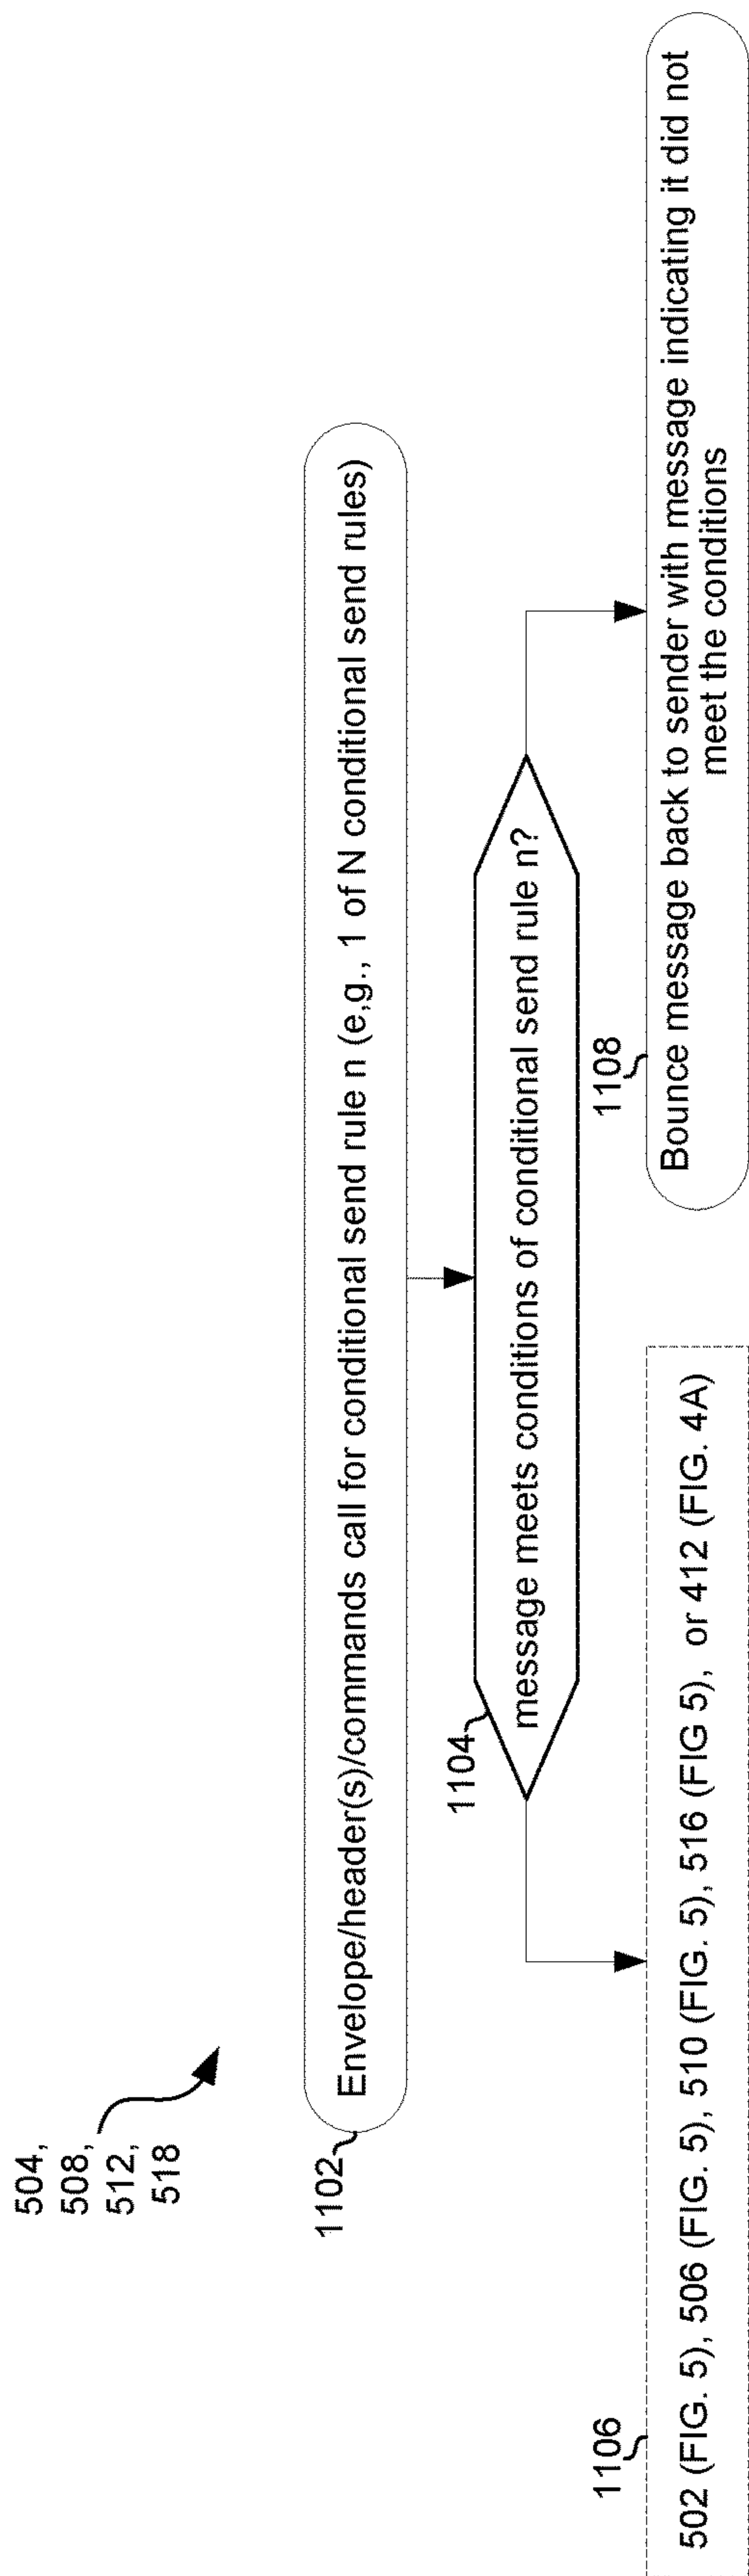 504,
508,
512,
518
1102
Envelope/header(s)/commands call for conditional send rule n (e,g., 1 of N conditional send rules)
1104
message meets conditions of conditional send rule n?
1106
502 (FIG. 5), 506 (FIG. 5), 510 (FIG. 5), 516 (FIG 5), or 412 (FIG. 4A)
1108
Bounce message back to sender with message indicating it did not
meet the conditions